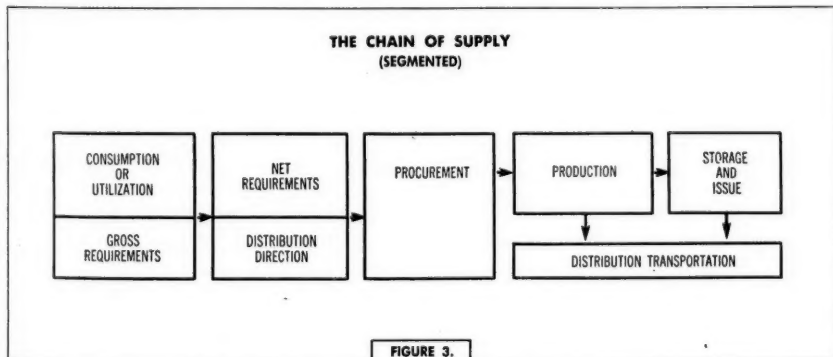 THE CHAIN OF SUPPLY
(SEGMENTED)
CONSUMPTION
OR
UTILIZATION
GROSS
REQUIREMENTS
NET
REQUIREMENTS
DISTRIBUTION
DIRECTION
PROCUREMENT
PRODUCTION
STORAGE
AND
ISSUE
DISTRIBUTION TRANSPORTATION
FIGURE 3.